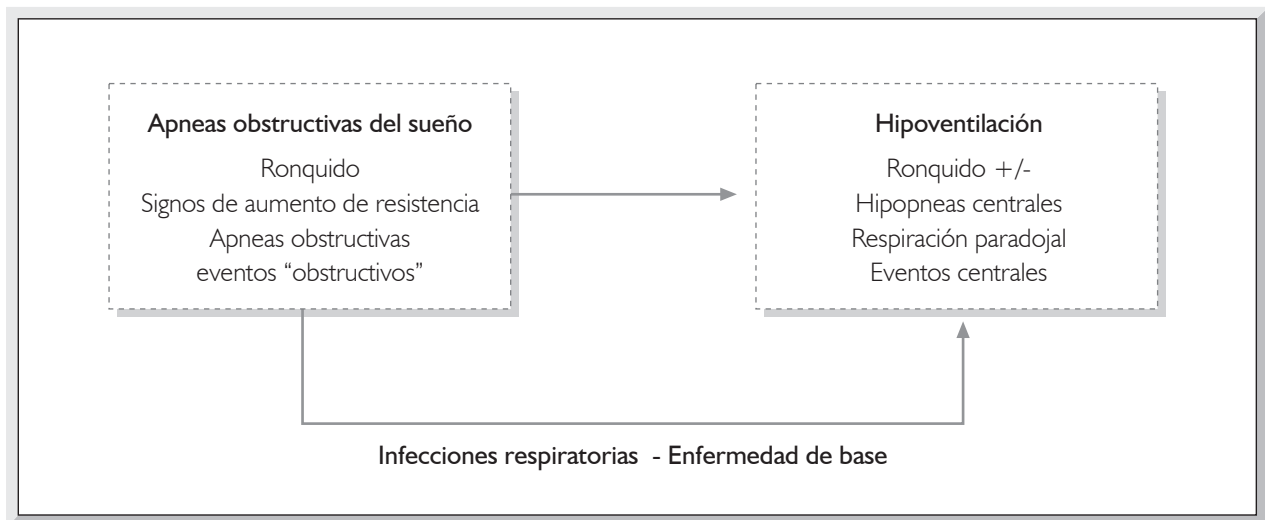 Apneas obstructivas del sueño
Ronquido
Signos de aumento de resistencia
Apneas obstructivas
eventos “obstructivos”
Hipoventilación
Ronquido +/-
Hipopneas centrales
Respiración paradojal
Eventos centrales
Infecciones respiratorias - Enfermedad de base